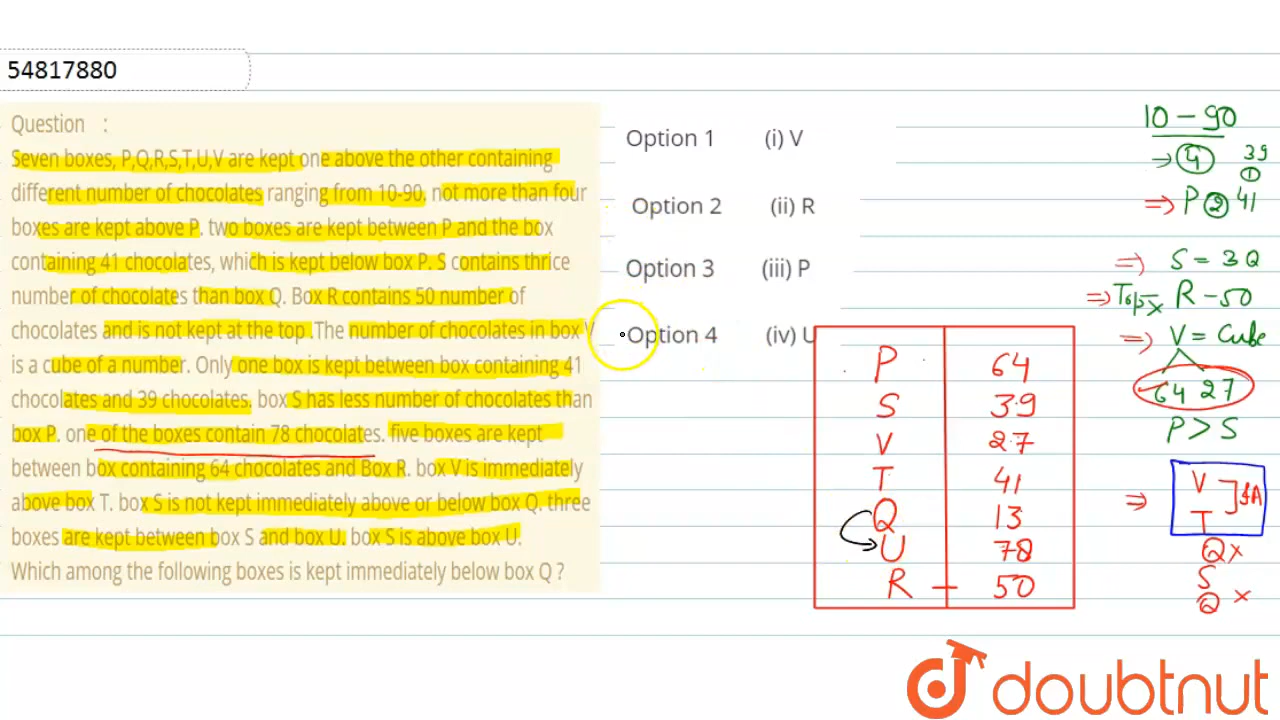 54817880
Question :
Seven boxes, P,Q,R,S,T,U,V are kept one above the other containing
different number of chocolates ranging from 10-90. not more than four
boxes are kept above P. two boxes are kept between P and the box
containing 41 chocolates, which is kept below box P. S contains thrice
number of chocolates than box Q. Box R contains 50 number of
chocolates and is not kept at the top .The number of chocolates in box V
is a cube of a number. Only one box is kept between box containing 41
chocolates and 39 chocolates. box S has less number of chocolates than
box P. one of the boxes contain 78 chocolates. five boxes are kept
between box containing 64 chocolates and Box R. box V is immediately
above box T. box S is not kept immediately above or below box Q. three
boxes are kept between box S and box U. box S is above box U.
Which among the following boxes is kept immediately below box Q ?
Option 1 (i) V
Option 2 (ii) R
Option 3 (iii) P
Option 4 (iv) U
P 64
S 39
V 27
T 41
Q 13
U 78
R - 50
10 - 90
→ 4 39
1
⇒ P 2 41
⇒ S = 3Q
⇒ Top x R - 50
⇒ V = Cube
64 27
P > S
⇒ V
T
Q x
S
Q x
doubtnut